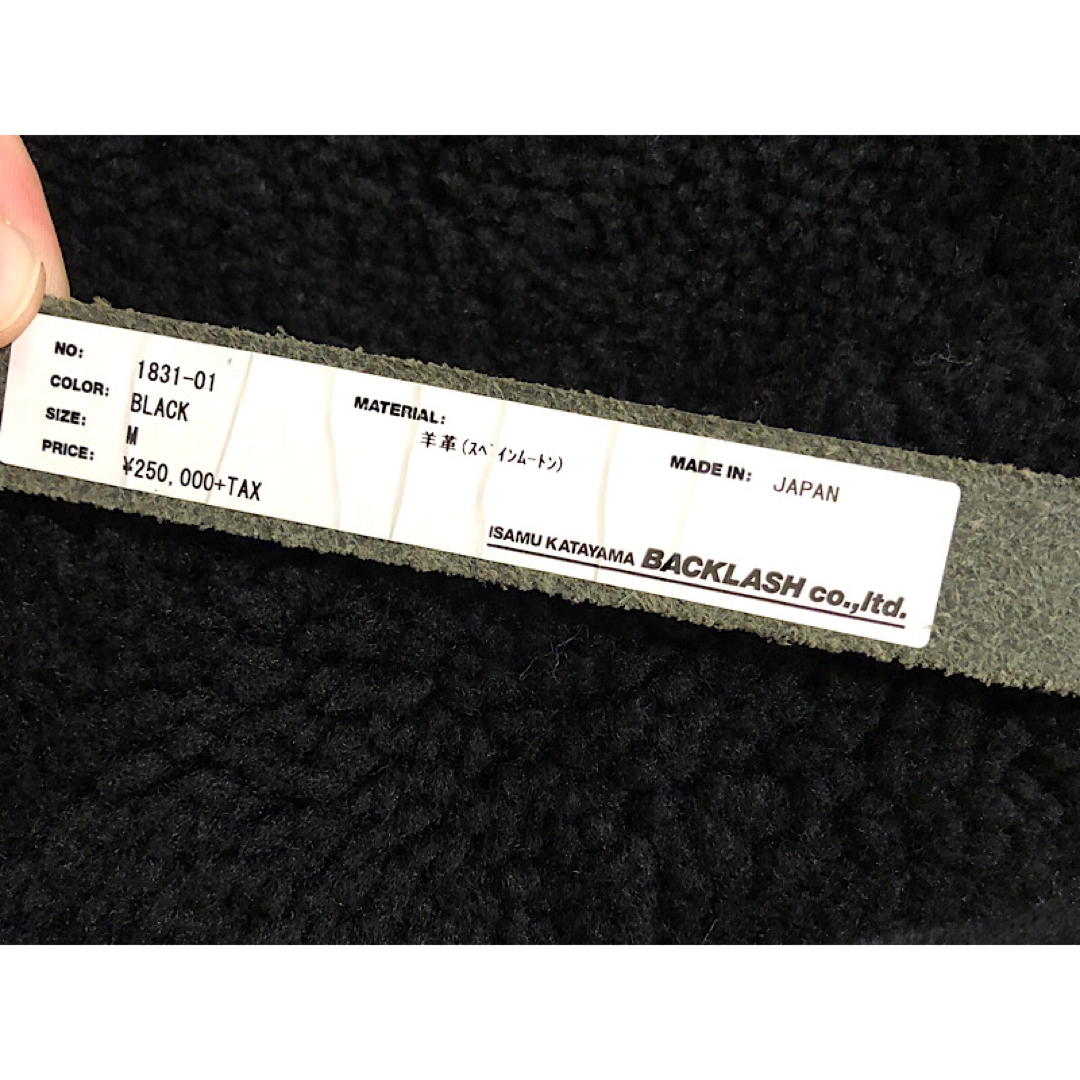 NO: 1831-01
COLOR: BLACK
SIZE: M
PRICE: ¥250,000+TAX
MATERIAL:
羊革(スペインムートン)
MADE IN: JAPAN
ISAMU KATAYAMA BACKLASH co.,ltd.